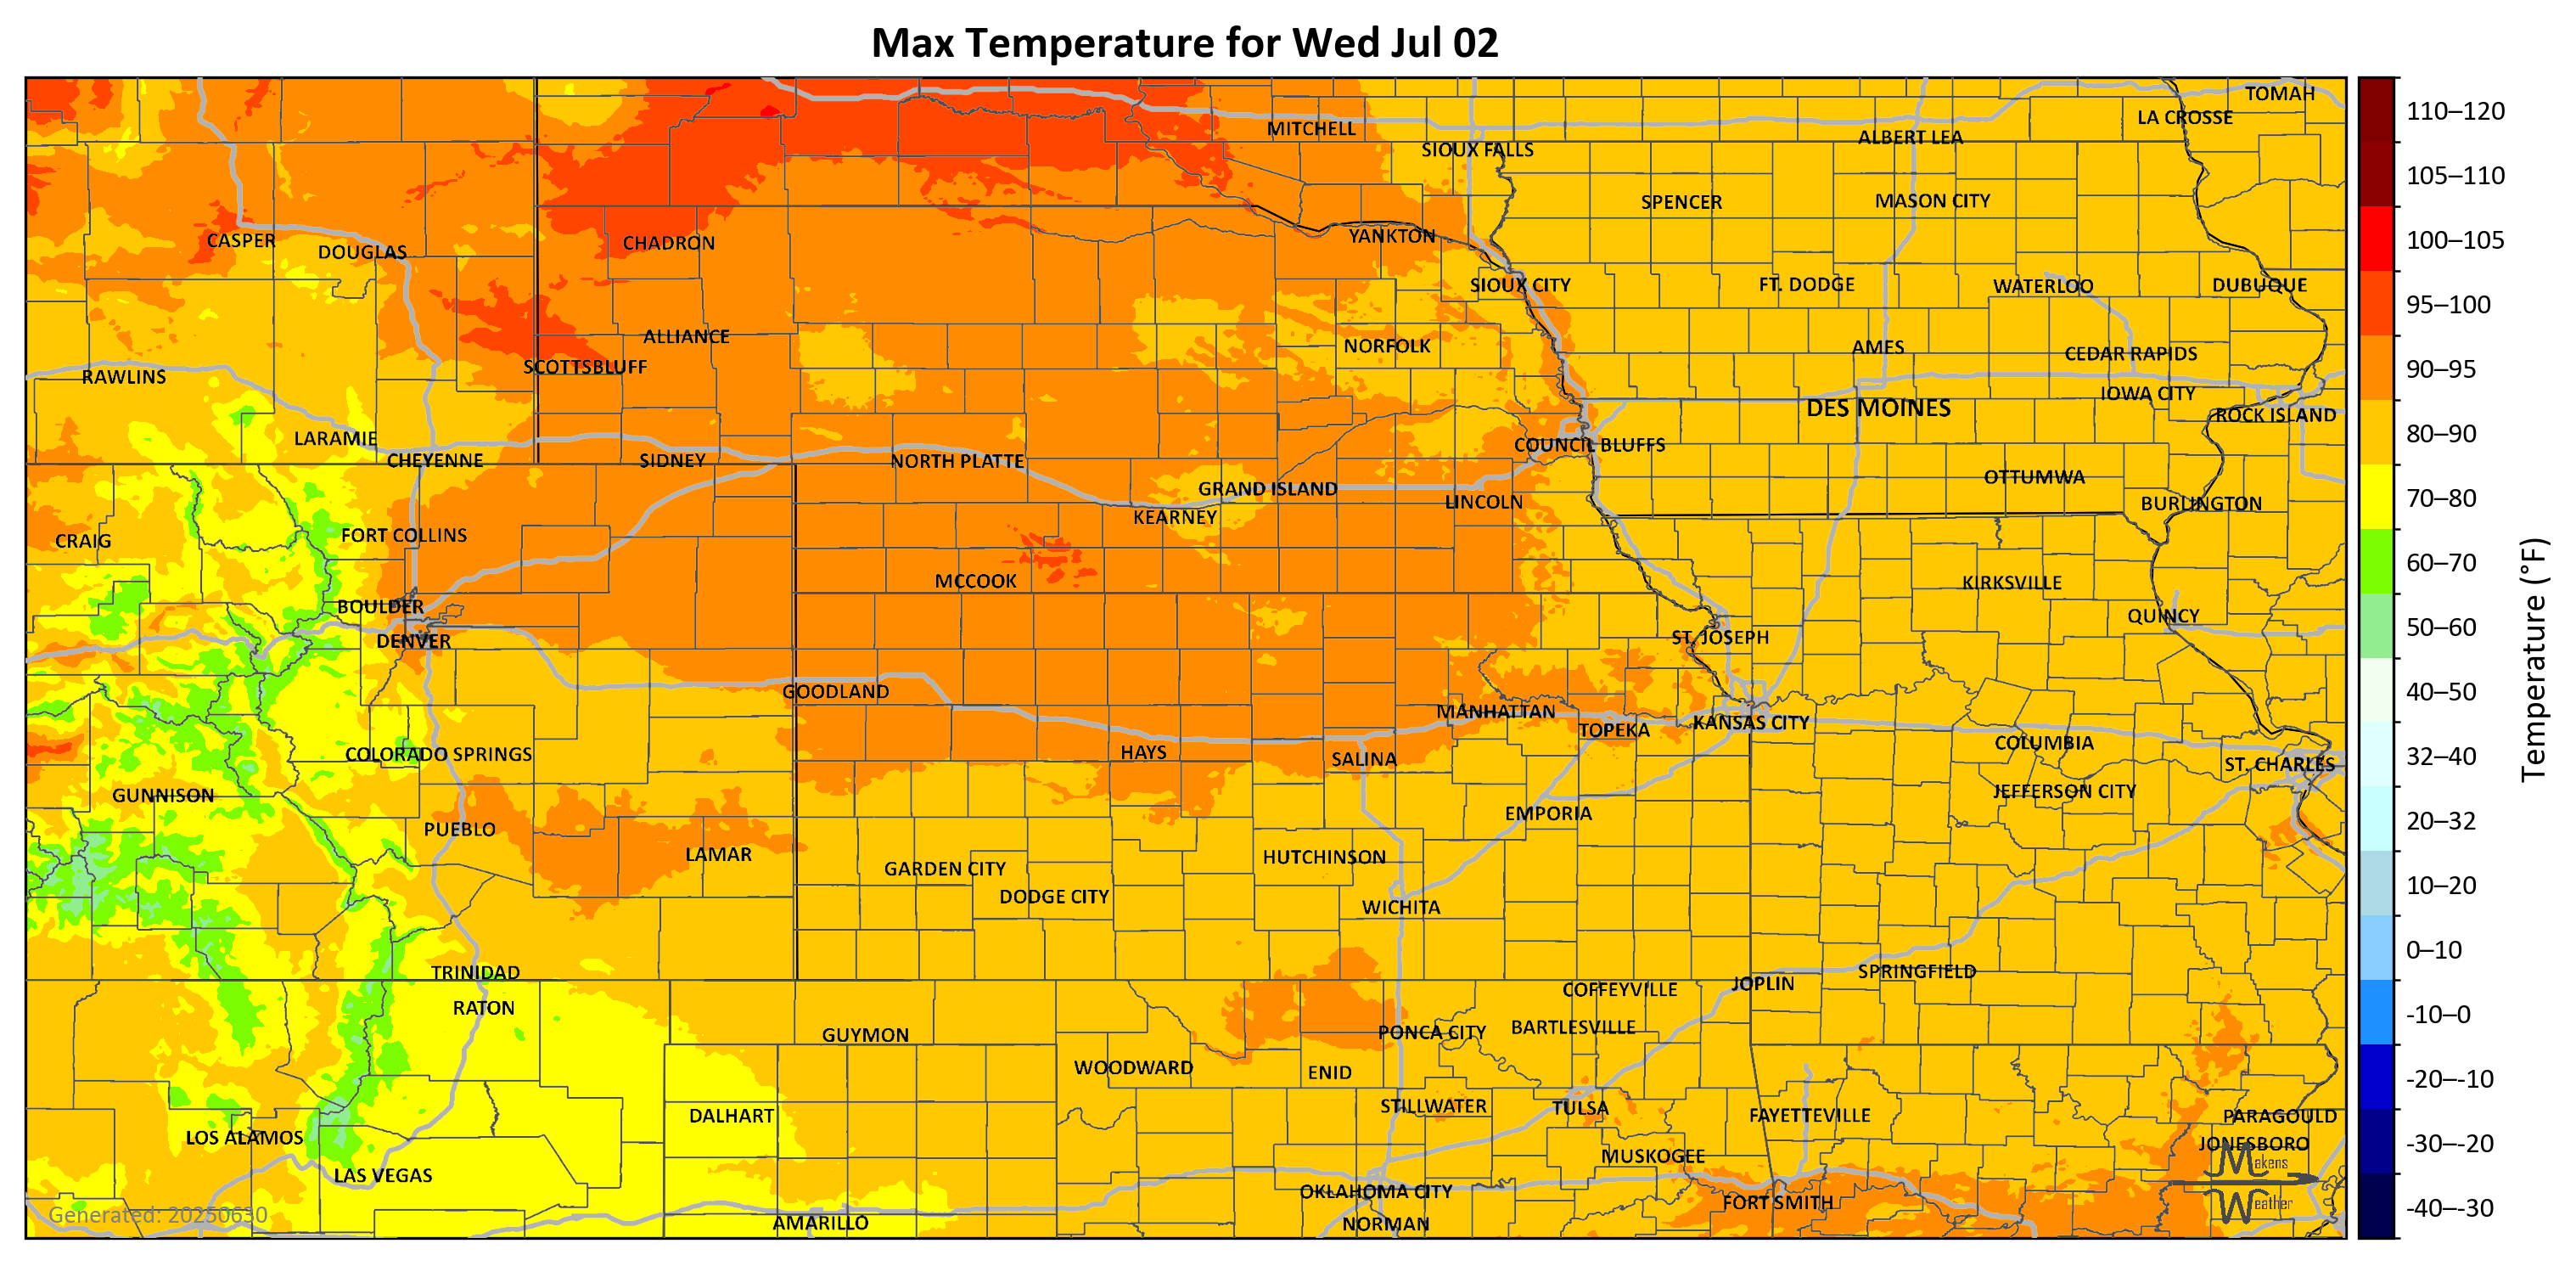 Max Temperature for Wed Jul 02
TOMAH
LA CROSSE
MITCHELL
ALBERT LEA
SIOUX FALLS
SPENCER
MASON CITY
CASPER
DOUGLAS
CHADRON
YANKTON
SIOUX CITY
FT. DODGE
WATERLOO
DUBUQUE
ALLIANCE
NORFOLK
AMES
CEDAR RAPIDS
SCOTTSBLUFF
RAWLINS
IOWA CITY
DES MOINES
ROCK ISLAND
LARAMIE
COUNCIL BLUFFS
CHEYENNE
SIDNEY
NORTH PLATTE
OTTUMWA
GRAND ISLAND
LINCOLN
BURLINGTON
KEARNEY
FORT COLLINS
CRAIG
MCCOOK
KIRKSVILLE
BOULDER
QUINCY
DENVER
ST. JOSEPH
GOODLAND
MANHATTAN
TOPEKA
KANSAS CITY
COLUMBIA
COLORADO SPRINGS
HAYS
SALINA
ST. CHARLES
GUNNISON
JEFFERSON CITY
EMPORIA
PUEBLO
LAMAR
HUTCHINSON
GARDEN CITY
DODGE CITY
WICHITA
TRINIDAD
SPRINGFIELD
JOPLIN
COFFEYVILLE
RATON
BARTLESVILLE
GUYMON
PONCA CITY
WOODWARD
ENID
STILLWATER
TULSA
DALHART
FAYETTEVILLE
PARAGOULD
LOS ALAMOS
JONESBORO
MUSKOGEE
LAS VEGAS
OKLAHOMA CITY
FORT SMITH
AMARILLO
NORMAN
Makens
Weather
Generated: 20250630
110–120
105–110
100–105
95–100
90–95
80–90
70–80
60–70
50–60
40–50
32–40
20–32
10–20
0–10
-10–0
-20–-10
-30–-20
-40–-30
Temperature (°F)